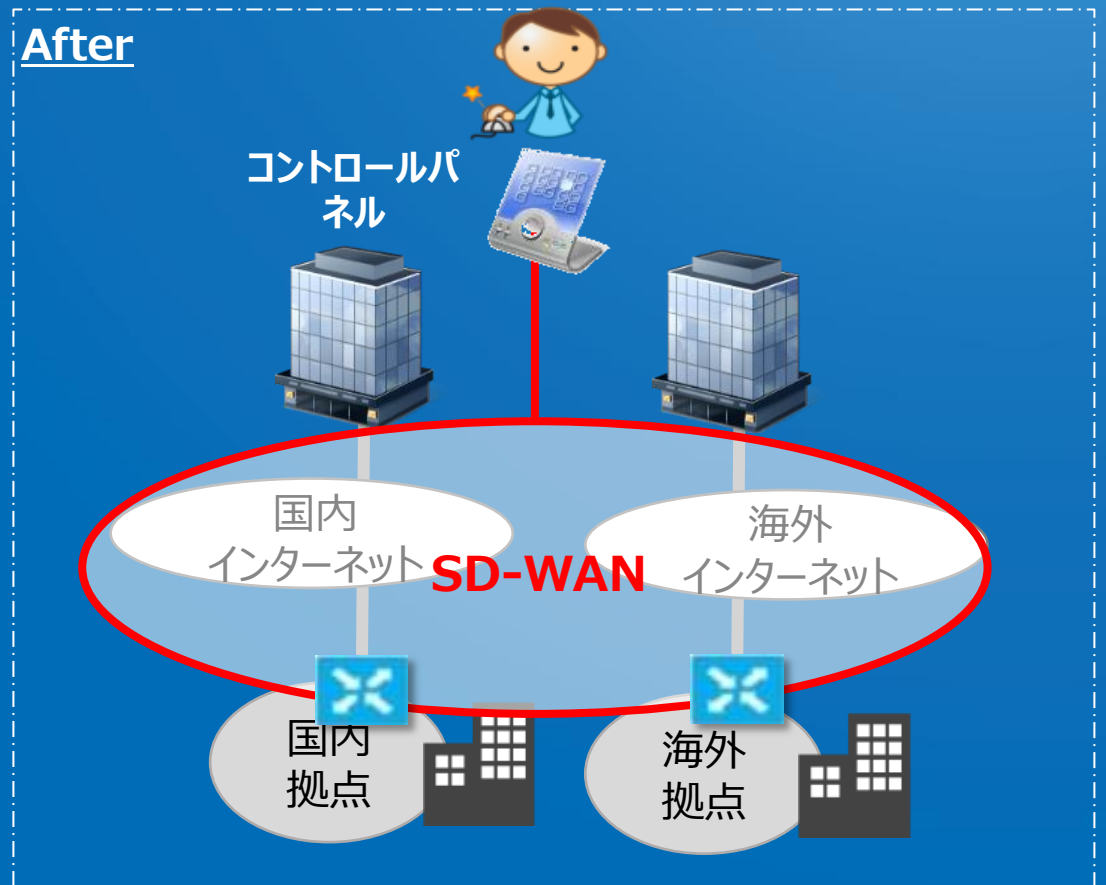 After
コントロールパ
ネル
国内
インターネット
海外
インターネット
SD-WAN
国内
拠点
海外
拠点